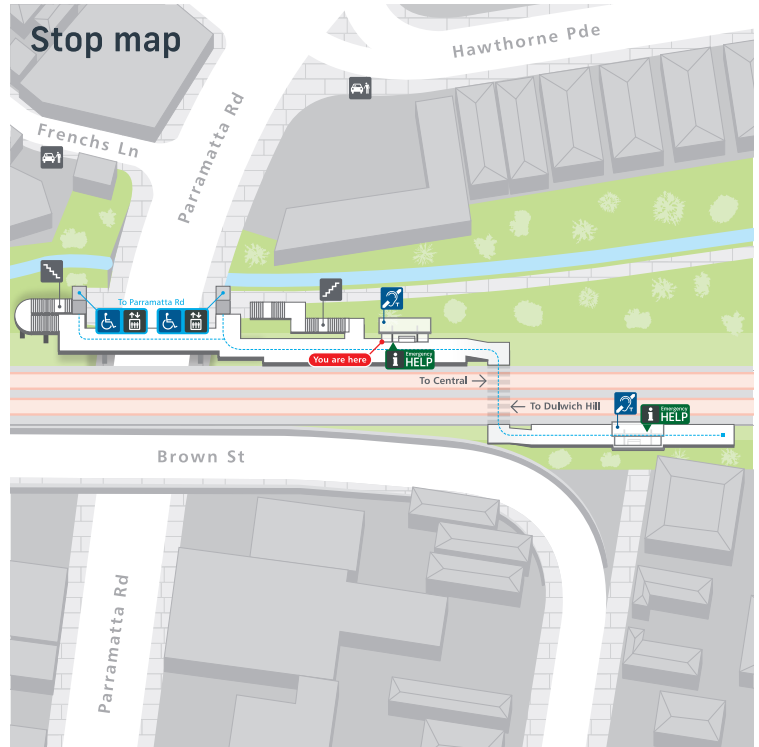 Stop map
Hawthorne Pde
Parramatta Rd
Frenchs Ln
To Parramatta Rd
T
You are here
i
Emergency
HELP
To Central
To Dulwich Hill
T
i
Emergency
HELP
Brown St
Parramatta Rd